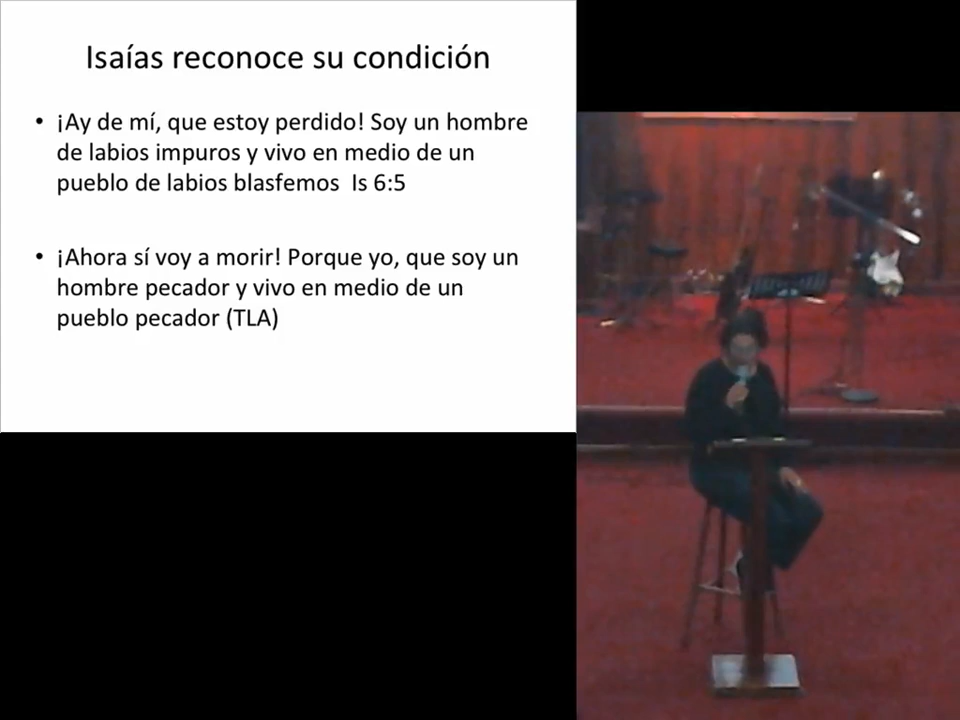 Isaías reconoce su condición
• ¡Ay de mí, que estoy perdido! Soy un hombre
de labios impuros y vivo en medio de un
pueblo de labios blasfemos  Is 6:5
• ¡Ahora sí voy a morir! Porque yo, que soy un
hombre pecador y vivo en medio de un
pueblo pecador (TLA)